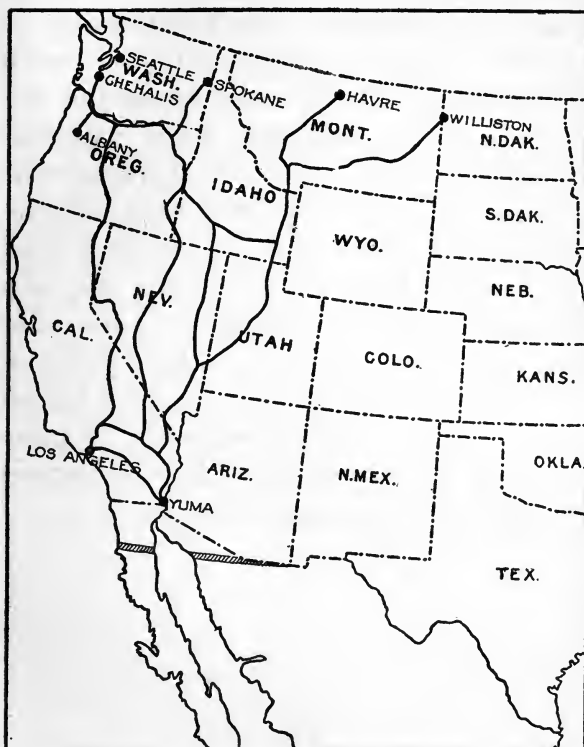 SEATTLE
WASH.
CHEHALIS
SPOKANE
HAVRE
MONT.
WILLISTON
N.DAK.
ALBANY
OREG.
IDAHO
S.DAK.
WYO.
NEB.
NEV.
CAL.
UTAH
COLO.
KANS.
LOS ANGELES
ARIZ.
N.MEX.
OKLA.
YUMA
TEX.